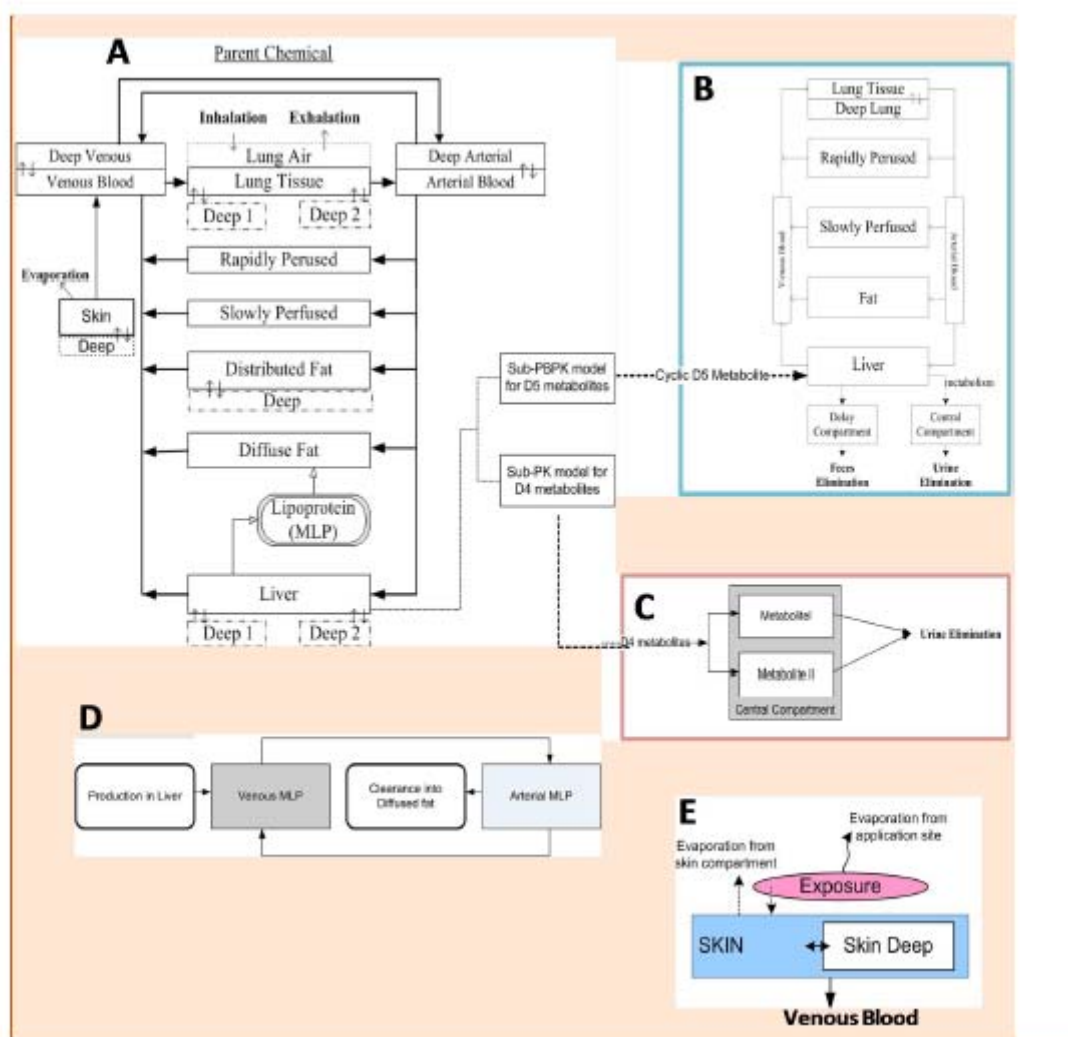 A
Parent Chemical
Inhalation Exhalation
Deep Venous
Venous Blood
Lung Air
Lung Tissue
Deep Arterial
Arterial Blood
Deep 1
Deep 2
Rapidly Perused
Evaporation
Skin
Deep
Slowly Perfused
Distributed Fat
Deep
Diffuse Fat
Lipoprotein
(MLP)
Liver
Deep 1
Deep 2
Sub-PBPK model
for D5 metabolites
Sub-PK model for
D4 metabolites
Cyclic D5 Metabolite
B
Lung Tissue
Deep Lung
Rapidly Perused
Slowly Perfused
Venous Blood
Arterial Blood
Fat
Liver
metabolism
Delay
Compartment
Central
Compartment
Feces
Elimination
Urine
Elimination
C
D4 metabolites
MetaboliteI
Metabolite II
Central Compartment
Urine Elimination
D
Production in Liver
Venous MLP
Clearance into
Diffused fat
Arterial MLP
E
Evaporation from
application site
Evaporation from
skin compartment
Exposure
SKIN
Skin Deep
Venous Blood